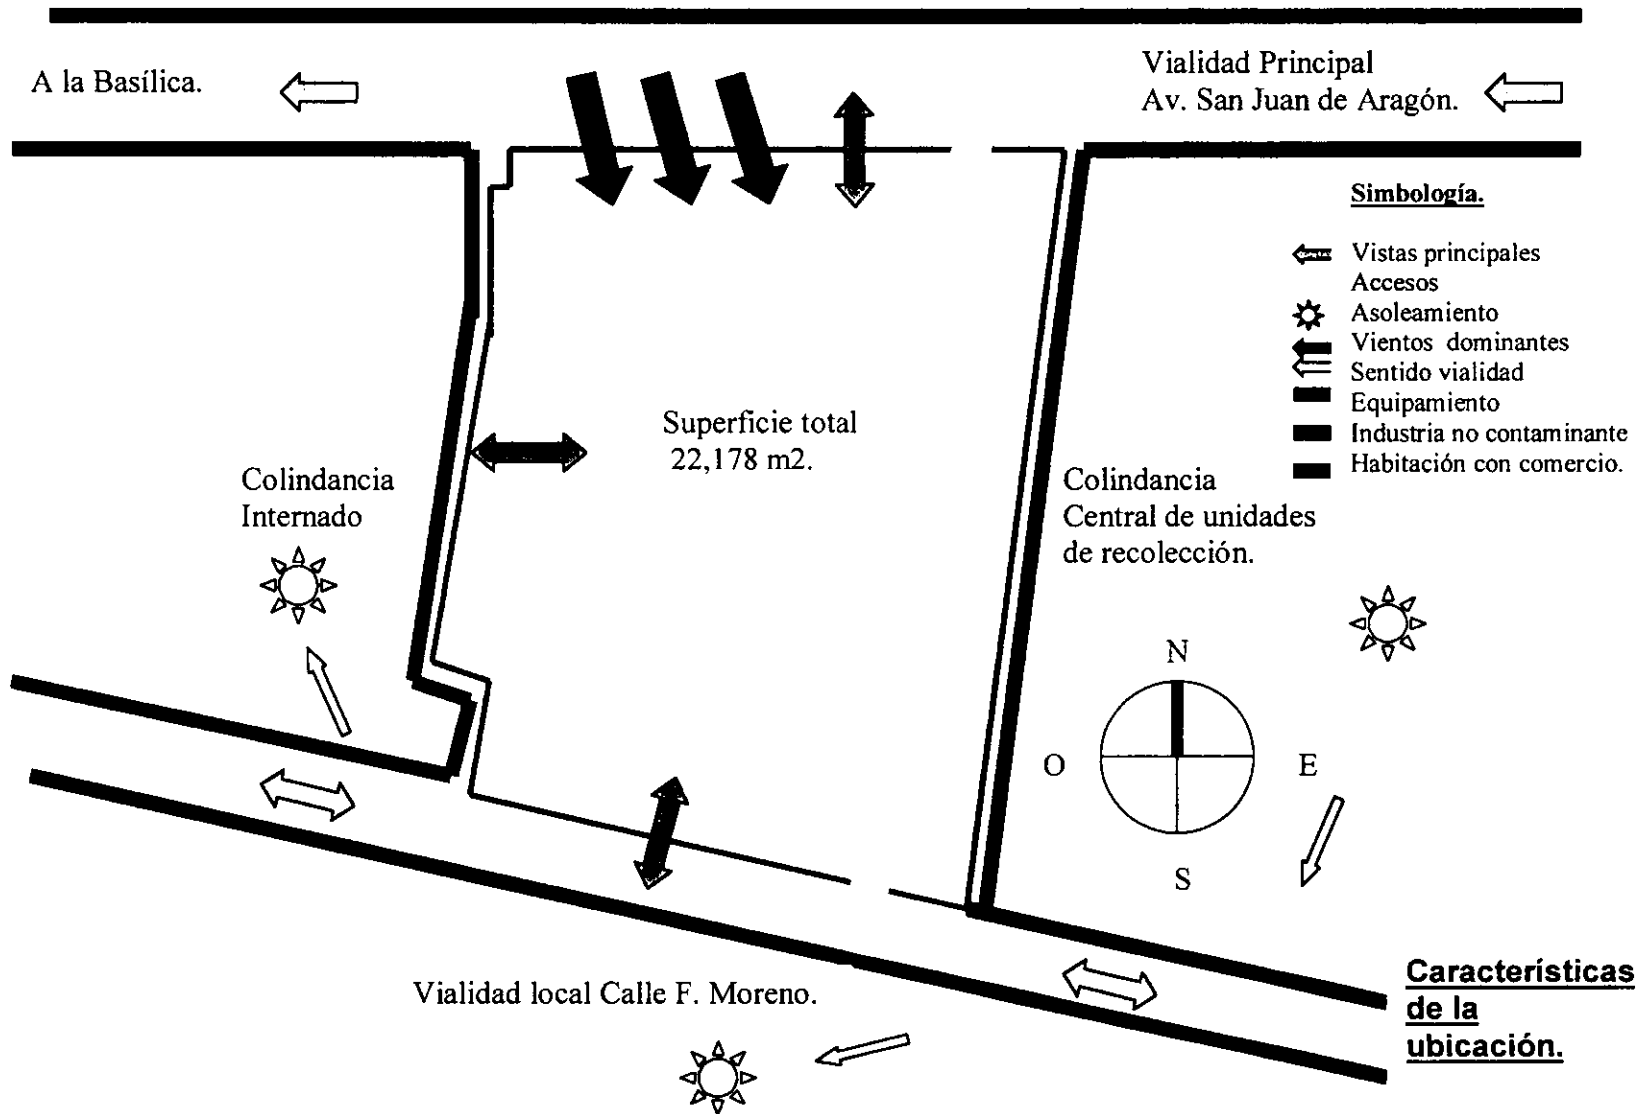 A la Basílica.
Vialidad Principal
Av. San Juan de Aragón.
Simbología.
Vistas principales
Accesos
Asoleamiento
Vientos dominantes
Sentido vialidad
Equipamiento
Industria no contaminante
Habitación con comercio.
Superficie total
22,178 m2.
Colindancia
Internado
Colindancia
Central de unidades
de recolección.
N
O
E
S
Vialidad local Calle F. Moreno.
Características
de la
ubicación.